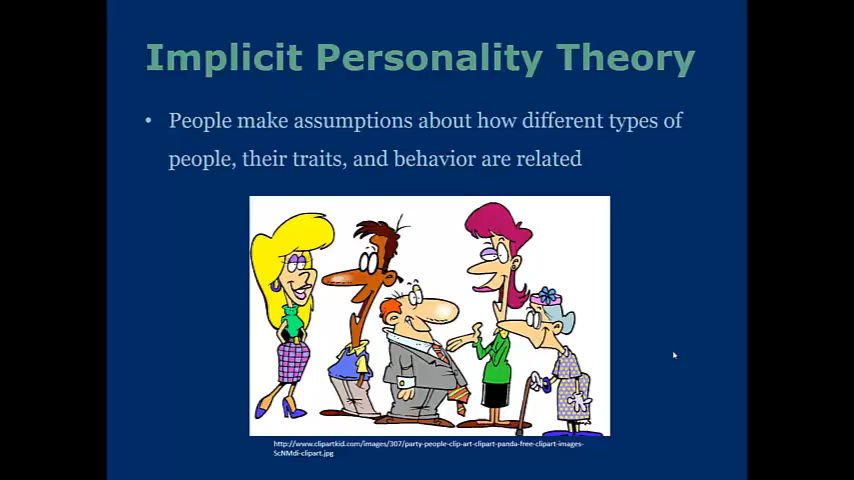 Implicit Personality Theory
• People make assumptions about how different types of
people, their traits, and behavior are related
http://www.clipartkid.com/images/307/party-people-clip-art-clipart-panda-free-clipart-images-
ScNMdi-clipart.jpg